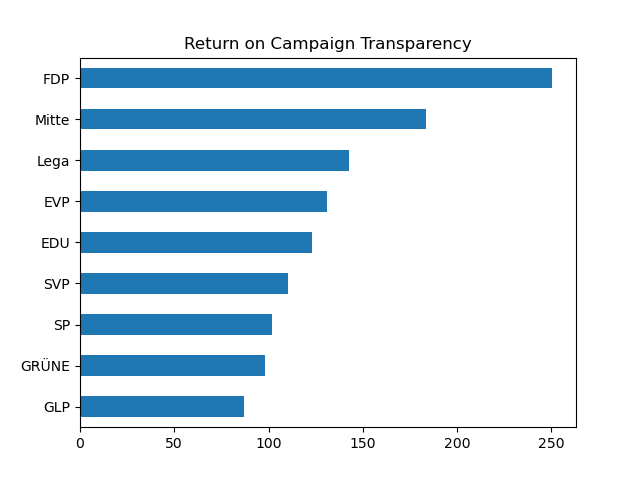 Return on Campaign Transparency
FDP
Mitte
Lega
EVP
EDU
SVP
SP
GRÜNE
GLP
0 50 100 150 200 250